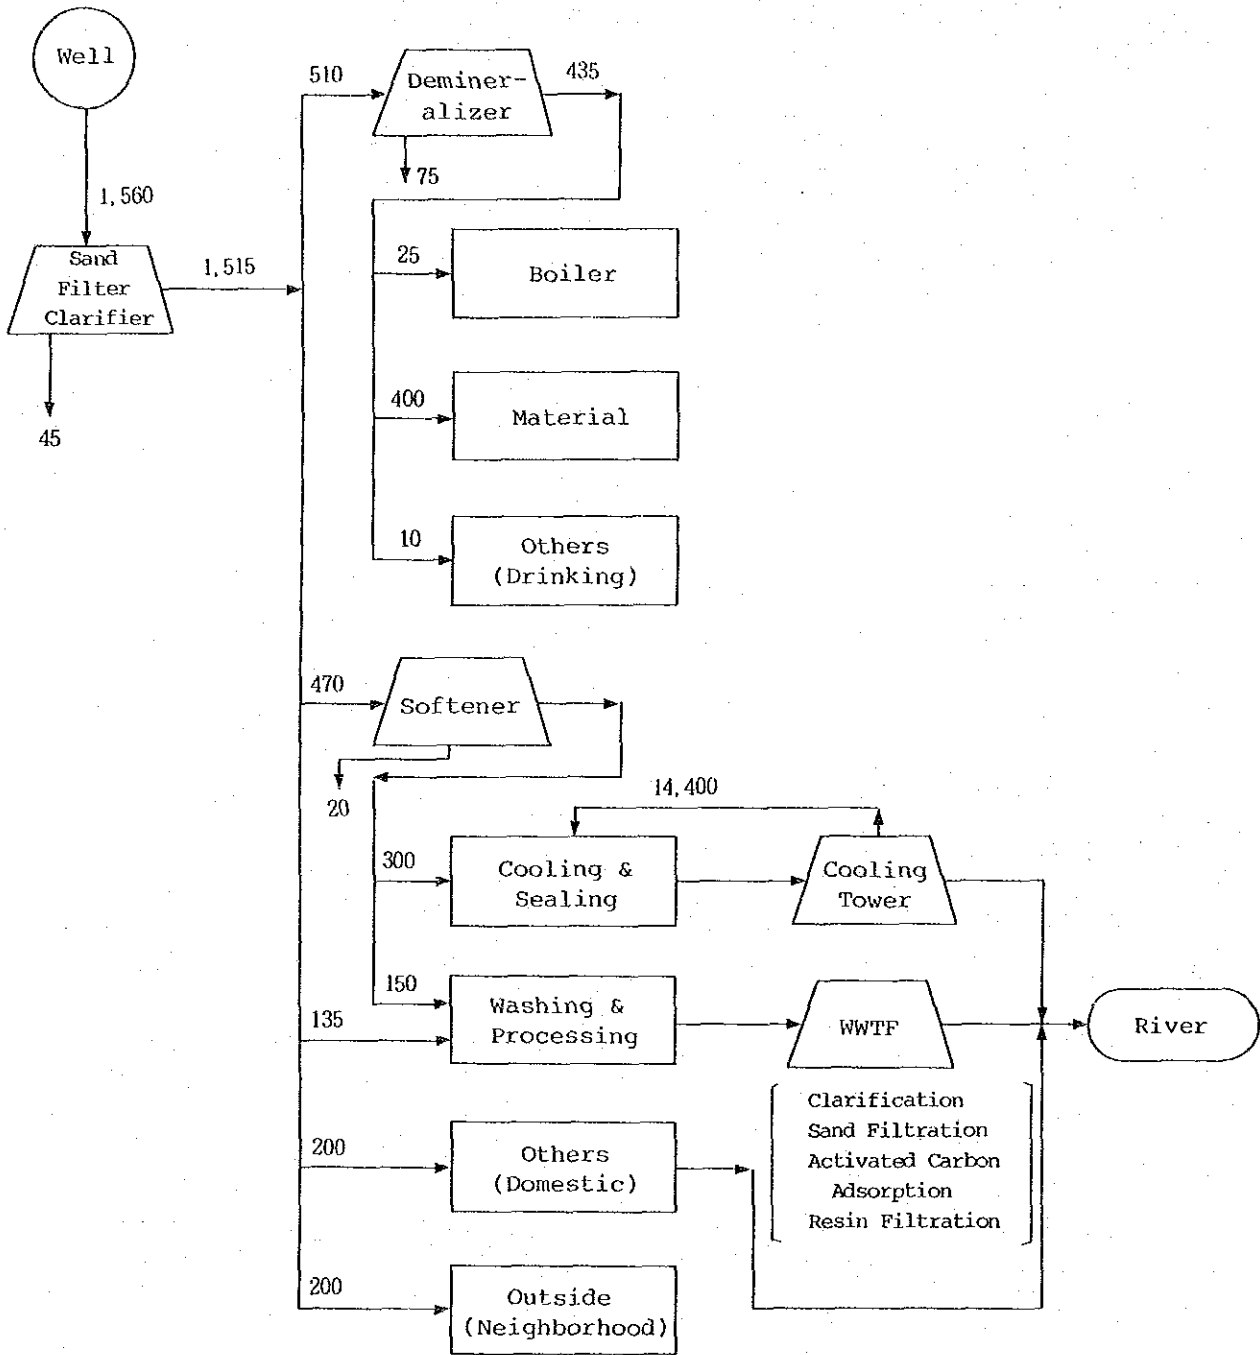 Well
1,560
Sand
Filter
Clarifier
1,515
45
510
Deminer-
alizer
435
75
25
Boiler
400
Material
10
Others
(Drinking)
470
Softener
20
14,400
300
Cooling &
Sealing
Cooling
Tower
150
135
Washing &
Processing
WWTF
River
Clarification
Sand Filtration
Activated Carbon
Adsorption
Resin Filtration
200
Others
(Domestic)
200
Outside
(Neighborhood)